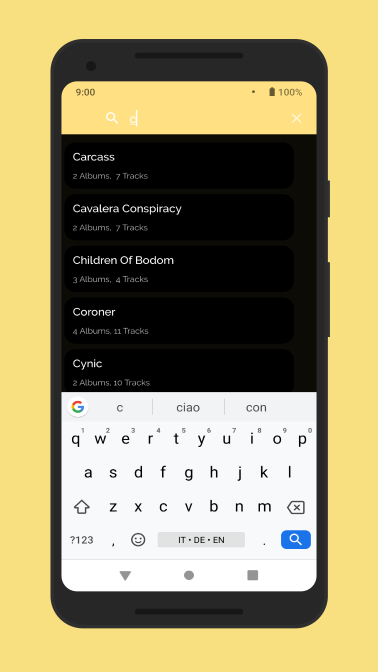 9:00 100%
c
Carcass
2 Albums, 7 Tracks
Cavalera Conspiracy
2 Albums, 7 Tracks
Children Of Bodom
3 Albums, 4 Tracks
Coroner
4 Albums, 11 Tracks
Cynic
2 Albums, 10 Tracks
G c ciao con
1 2 3 4 5 6 7 8 9 0
q w e r t y u i o p
a s d f g h j k l
z x c v b n m
?123 , IT • DE • EN .